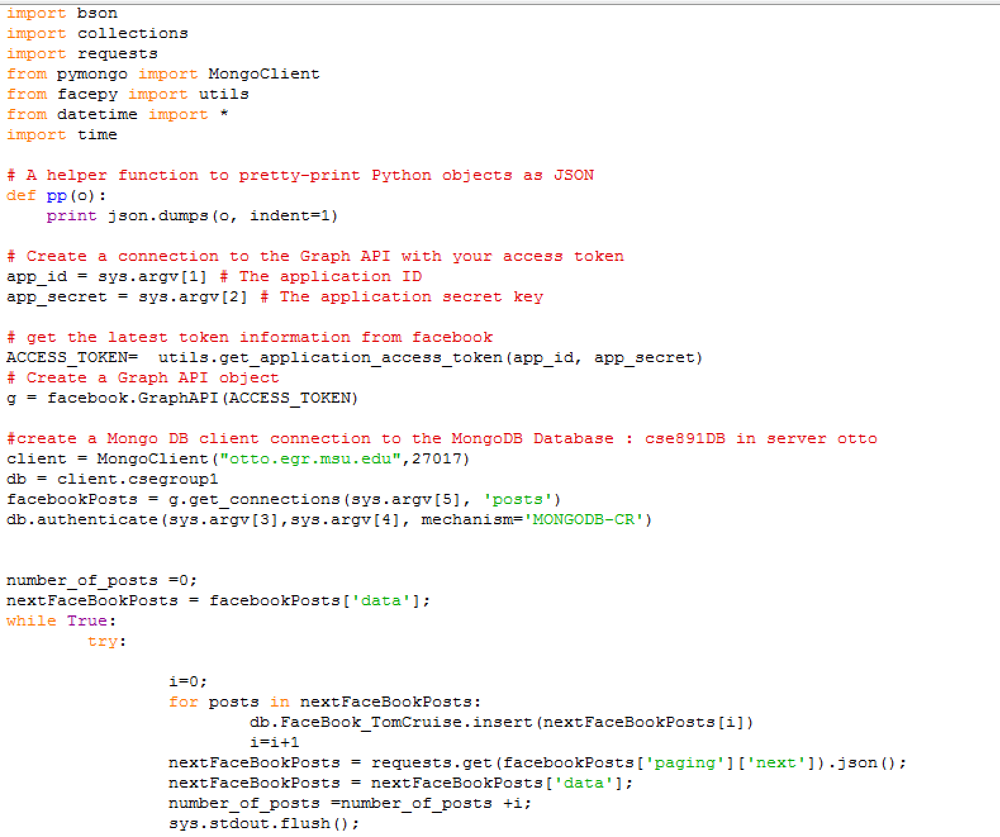 import bson
import collections
import requests
from pymongo import MongoClient
from facepy import utils
from datetime import *
import time

# A helper function to pretty-print Python objects as JSON
def pp(o):
    print json.dumps(o, indent=1)

# Create a connection to the Graph API with your access token
app_id = sys.argv[1] # The application ID
app_secret = sys.argv[2] # The application secret key

# get the latest token information from facebook
ACCESS_TOKEN=  utils.get_application_access_token(app_id, app_secret)
# Create a Graph API object
g = facebook.GraphAPI(ACCESS_TOKEN)

#create a Mongo DB client connection to the MongoDB Database : cse891DB in server otto
client = MongoClient("otto.egr.msu.edu",27017)
db = client.csegroup1
facebookPosts = g.get_connections(sys.argv[5], 'posts')
db.authenticate(sys.argv[3],sys.argv[4], mechanism='MONGODB-CR')


number_of_posts =0;
nextFaceBookPosts = facebookPosts['data'];
while True:
        try:

                i=0;
                for posts in nextFaceBookPosts:
                        db.FaceBook_TomCruise.insert(nextFaceBookPosts[i])
                        i=i+1
                nextFaceBookPosts = requests.get(facebookPosts['paging']['next']).json();
                nextFaceBookPosts = nextFaceBookPosts['data'];
                number_of_posts =number_of_posts +i;
                sys.stdout.flush();